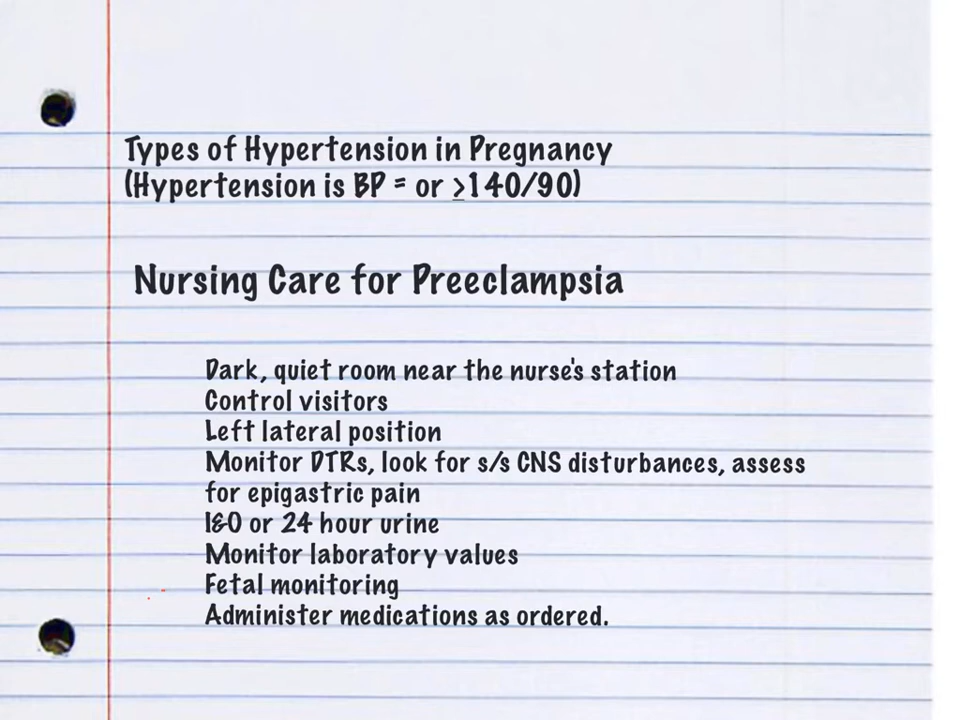 Types of Hypertension in Pregnancy
(Hypertension is BP = or >140/90)
Nursing Care for Preeclampsia
Dark, quiet room near the nurse's station
Control visitors
Left lateral position
Monitor DTRs, look for s/s CNS disturbances, assess
for epigastric pain
I&O or 24 hour urine
Monitor laboratory values
Fetal monitoring
Administer medications as ordered.